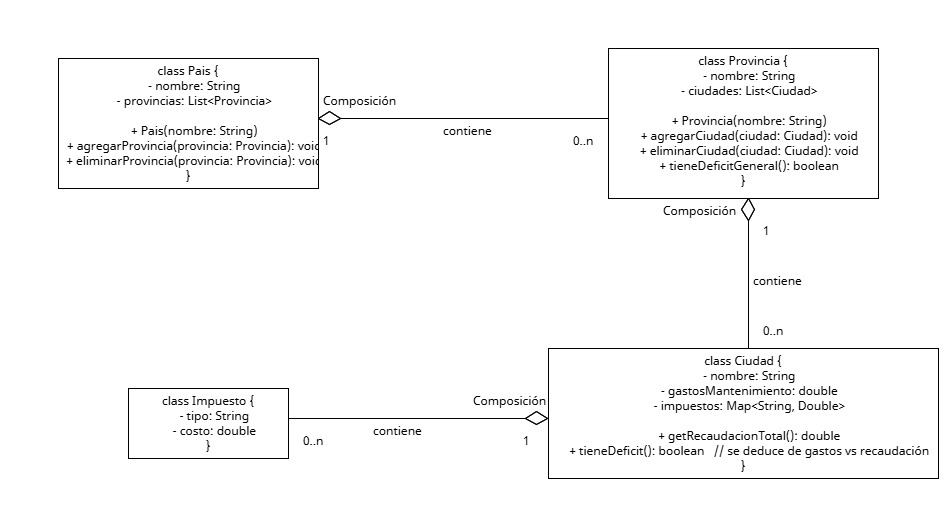 class Pais {
- nombre: String
- provincias: List<Provincia>
+ Pais(nombre: String)
+ agregarProvincia(provincia: Provincia): void
+ eliminarProvincia(provincia: Provincia): void
}
Composición
1
contiene
0..n
class Provincia {
- nombre: String
- ciudades: List<Ciudad>
+ Provincia(nombre: String)
+ agregarCiudad(ciudad: Ciudad): void
+ eliminarCiudad(ciudad: Ciudad): void
+ tieneDeficitGeneral(): boolean
}
Composición
1
contiene
0..n
class Ciudad {
- nombre: String
- gastosMantenimiento: double
- impuestos: Map<String, Double>
+ getRecaudacionTotal(): double
+ tieneDeficit(): boolean // se deduce de gastos vs recaudación
}
Composición
1
contiene
0..n
class Impuesto {
- tipo: String
- costo: double
}